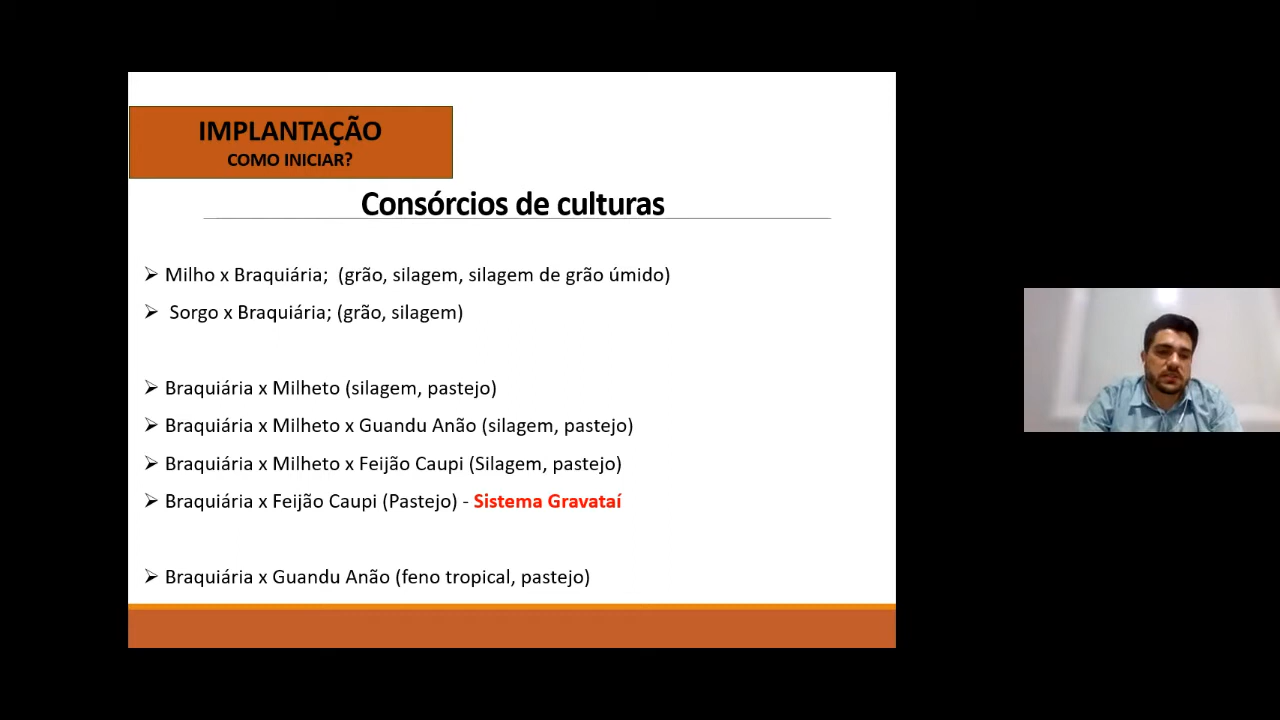 IMPLANTAÇÃO
COMO INICIAR?
Consórcios de culturas
➢ Milho x Braquiária; (grão, silagem, silagem de grão úmido)
➢ Sorgo x Braquiária; (grão, silagem)
➢ Braquiária x Milheto (silagem, pastejo)
➢ Braquiária x Milheto x Guandu Anão (silagem, pastejo)
➢ Braquiária x Milheto x Feijão Caupi (Silagem, pastejo)
➢ Braquiária x Feijão Caupi (Pastejo) - Sistema Gravataí
➢ Braquiária x Guandu Anão (feno tropical, pastejo)